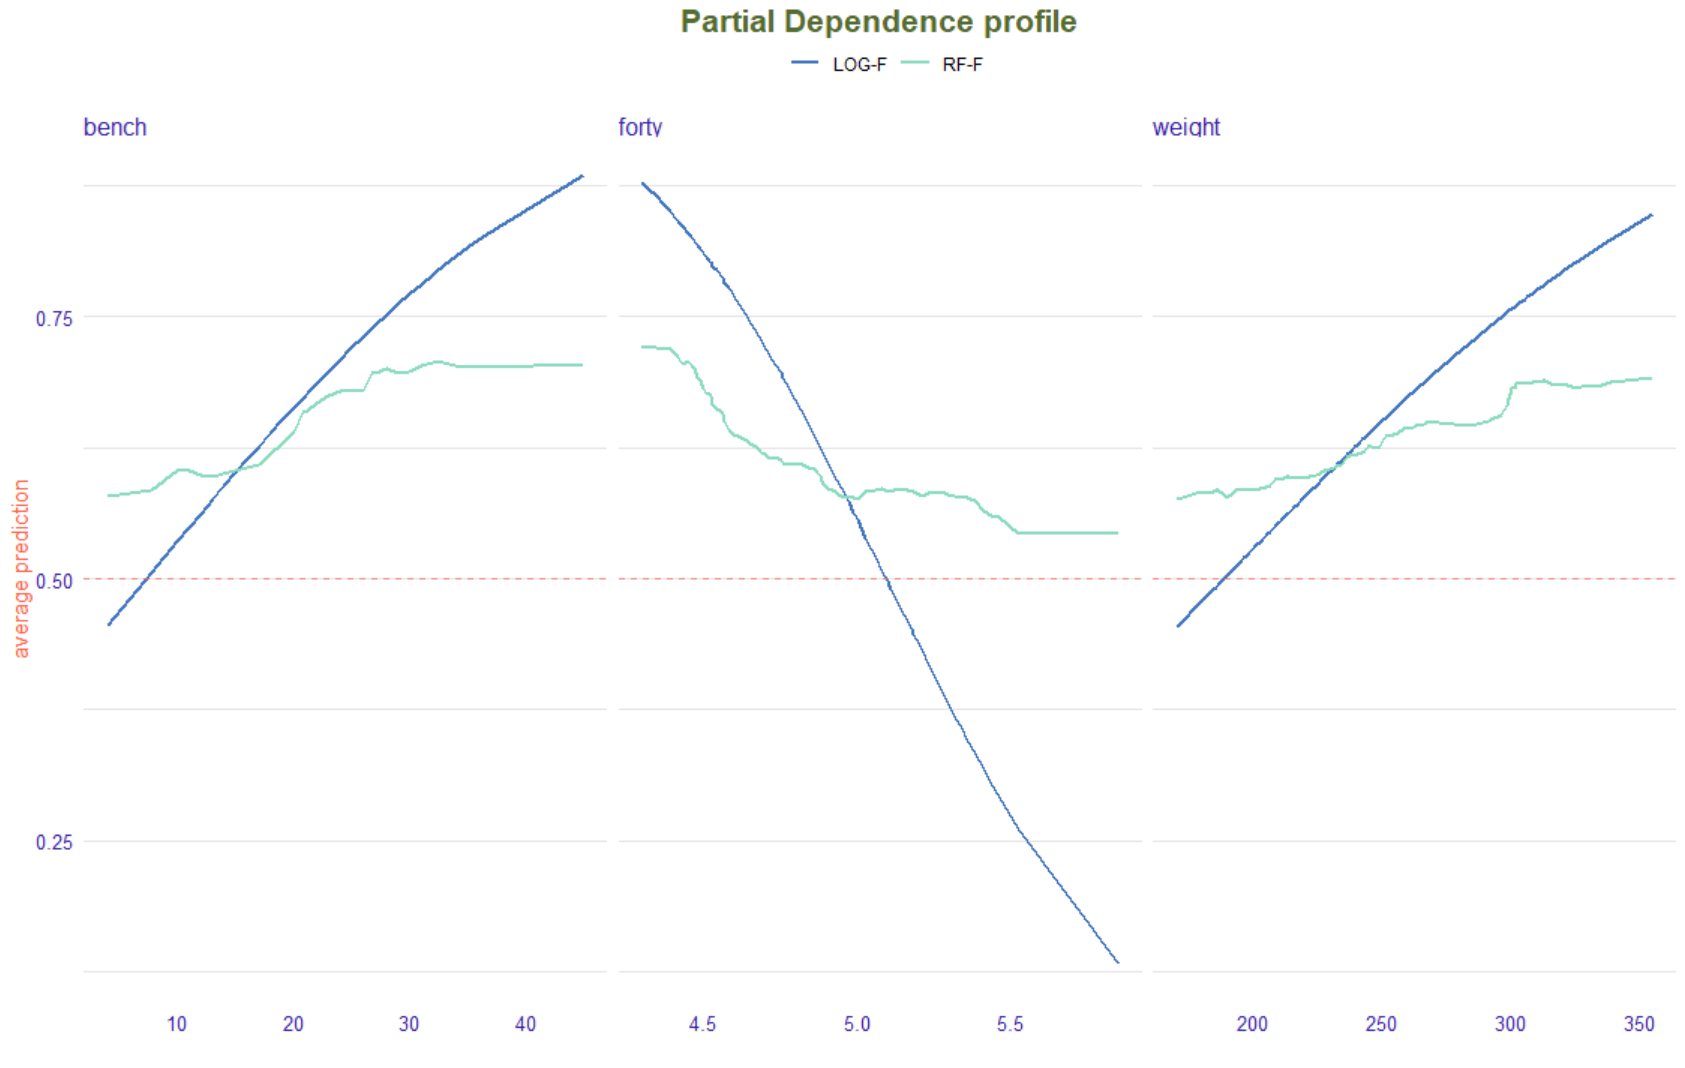 Partial Dependence profile
LOG-F RF-F
bench forty weight
average prediction
0.75
0.50
0.25
10 20 30 40 4.5 5.0 5.5 200 250 300 350